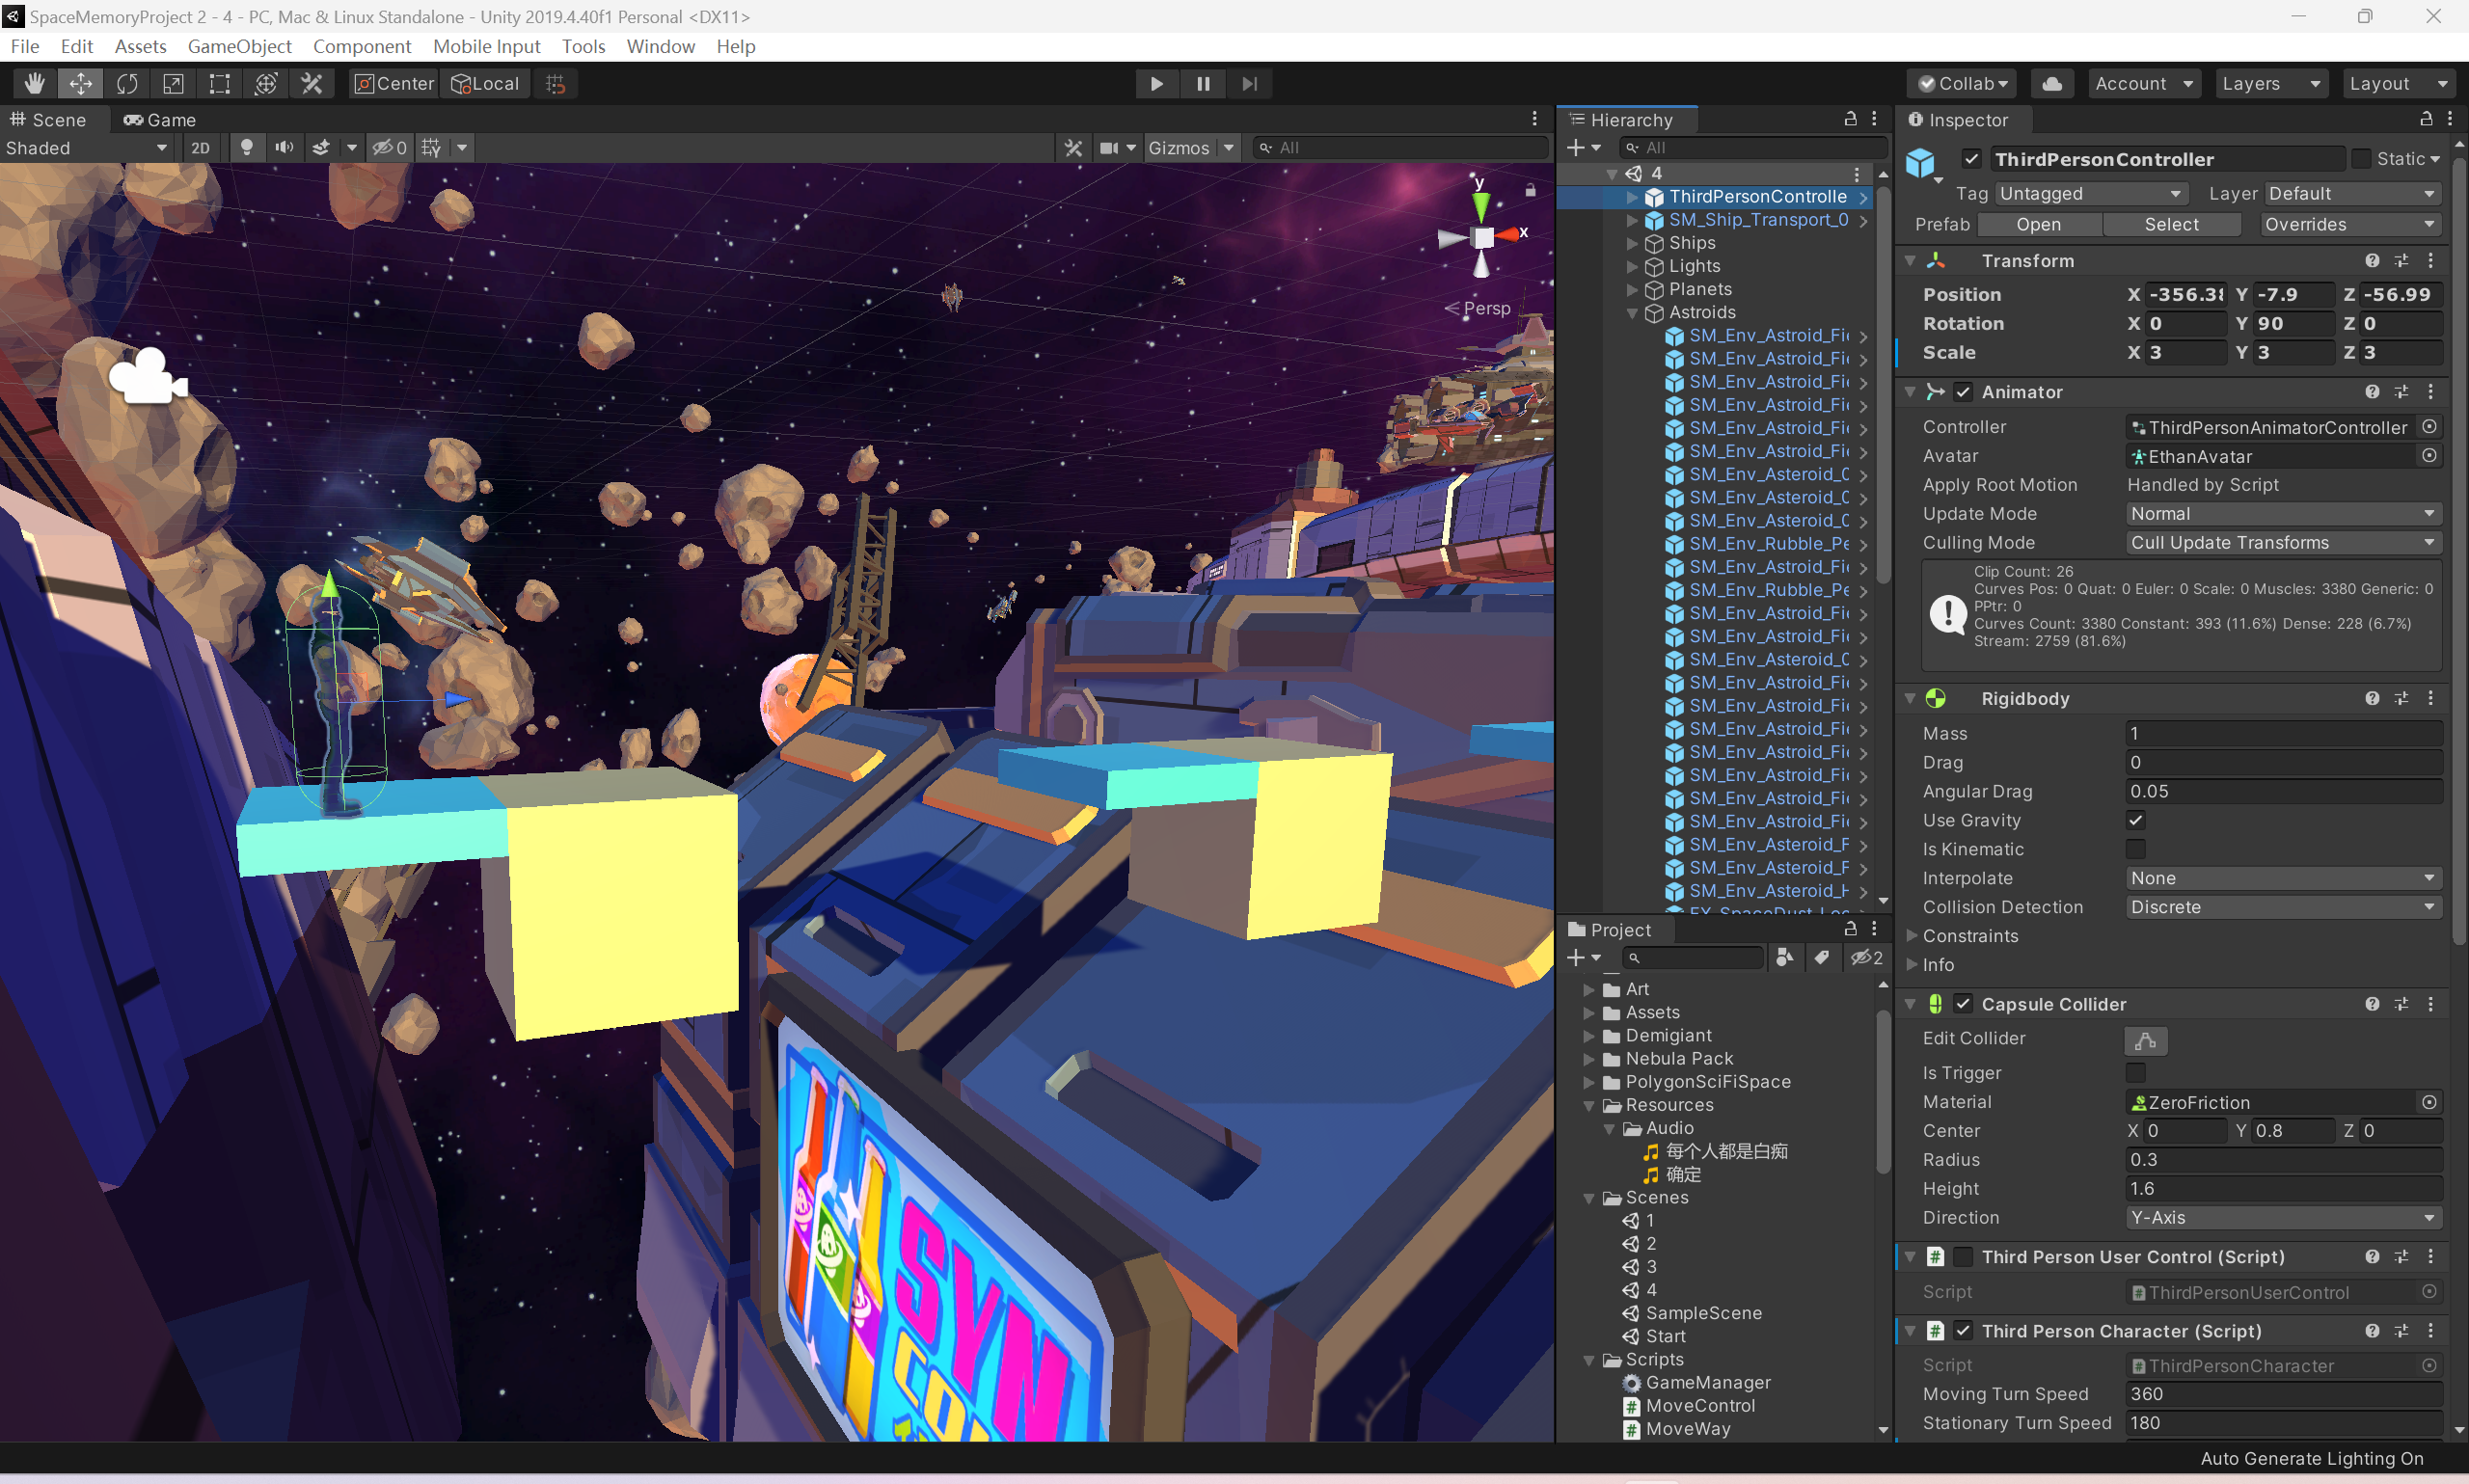 SpaceMemoryProject 2 - 4 - PC, Mac & Linux Standalone - Unity 2019.4.40f1 Personal <DX11>
File Edit Assets GameObject Component Mobile Input Tools Window Help
Center Local
Collab Account Layers Layout
Scene Game
Shaded 2D 0 Gizmos All
y
x
Persp
SYN
Hierarchy
All
4
ThirdPersonControlle
SM_Ship_Transport_0
Ships
Lights
Planets
Astroids
SM_Env_Astroid_Fi
SM_Env_Astroid_Fi
SM_Env_Astroid_Fi
SM_Env_Astroid_Fi
SM_Env_Astroid_Fi
SM_Env_Astroid_Fi
SM_Env_Asteroid_0
SM_Env_Asteroid_0
SM_Env_Asteroid_0
SM_Env_Rubble_Pe
SM_Env_Astroid_Fi
SM_Env_Rubble_Pe
SM_Env_Astroid_Fi
SM_Env_Astroid_Fi
SM_Env_Asteroid_0
SM_Env_Astroid_Fi
SM_Env_Astroid_Fi
SM_Env_Astroid_Fi
SM_Env_Astroid_Fi
SM_Env_Astroid_Fi
SM_Env_Astroid_Fi
SM_Env_Astroid_Fi
SM_Env_Asteroid_F
SM_Env_Asteroid_F
SM_Env_Asteroid_H
Project
2
Art
Assets
Demigiant
Nebula Pack
PolygonSciFiSpace
Resources
Audio
每个人都是白痴
确定
Scenes
1
2
3
4
SampleScene
Start
Scripts
GameManager
MoveControl
MoveWay
Inspector
ThirdPersonController Static
Tag Untagged Layer Default
Prefab Open Select Overrides
Transform
Position X -356.38 Y -7.9 Z -56.99
Rotation X 0 Y 90 Z 0
Scale X 3 Y 3 Z 3
Animator
Controller ThirdPersonAnimatorController
Avatar EthanAvatar
Apply Root Motion Handled by Script
Update Mode Normal
Culling Mode Cull Update Transforms
Clip Count: 26
Curves Pos: 0 Quat: 0 Euler: 0 Scale: 0 Muscles: 3380 Generic: 0
PPtr: 0
Curves Count: 3380 Constant: 393 (11.6%) Dense: 228 (6.7%)
Stream: 2759 (81.6%)
Rigidbody
Mass 1
Drag 0
Angular Drag 0.05
Use Gravity
Is Kinematic
Interpolate None
Collision Detection Discrete
Constraints
Info
Capsule Collider
Edit Collider
Is Trigger
Material ZeroFriction
Center X 0 Y 0.8 Z 0
Radius 0.3
Height 1.6
Direction Y-Axis
Third Person User Control (Script)
Script ThirdPersonUserControl
Third Person Character (Script)
Script ThirdPersonCharacter
Moving Turn Speed 360
Stationary Turn Speed 180
Auto Generate Lighting On